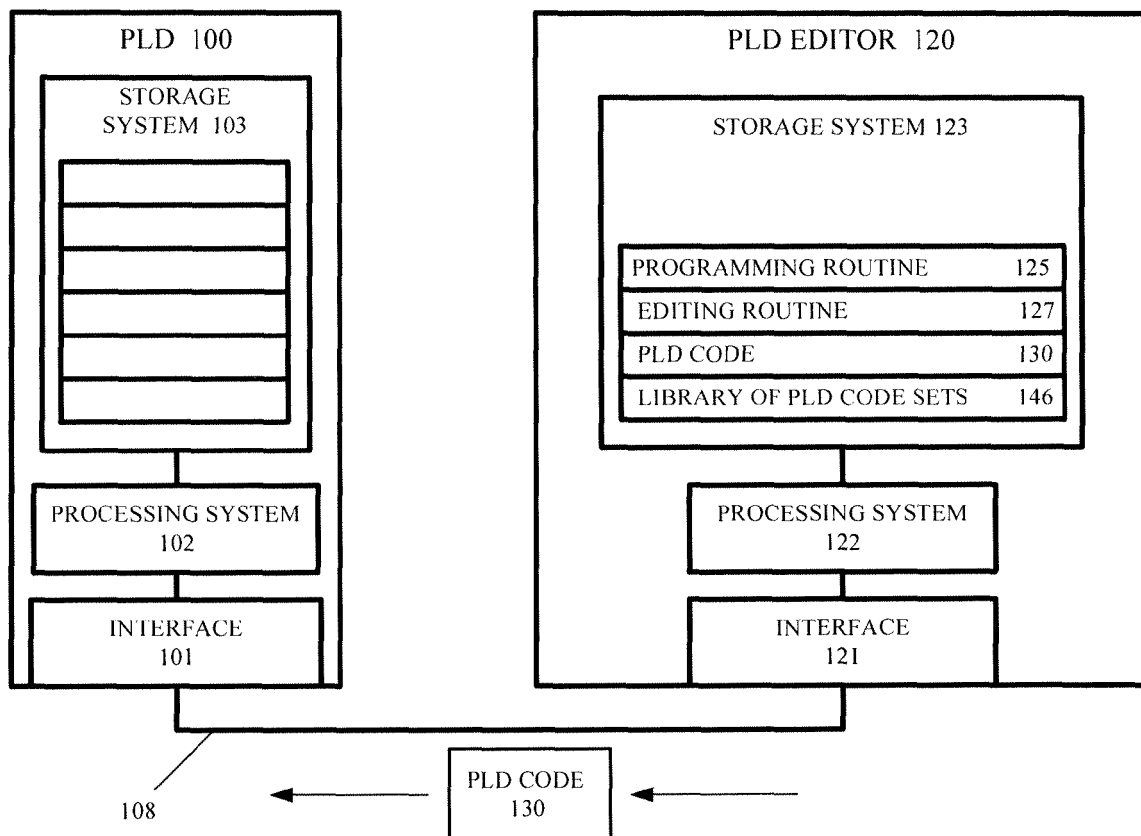 PLD 100
STORAGE
SYSTEM 103
PROCESSING SYSTEM
102
INTERFACE
101
PLD EDITOR 120
STORAGE SYSTEM 123
PROGRAMMING ROUTINE 125
EDITING ROUTINE 127
PLD CODE 130
LIBRARY OF PLD CODE SETS 146
PROCESSING SYSTEM
122
INTERFACE
121
108
PLD CODE
130